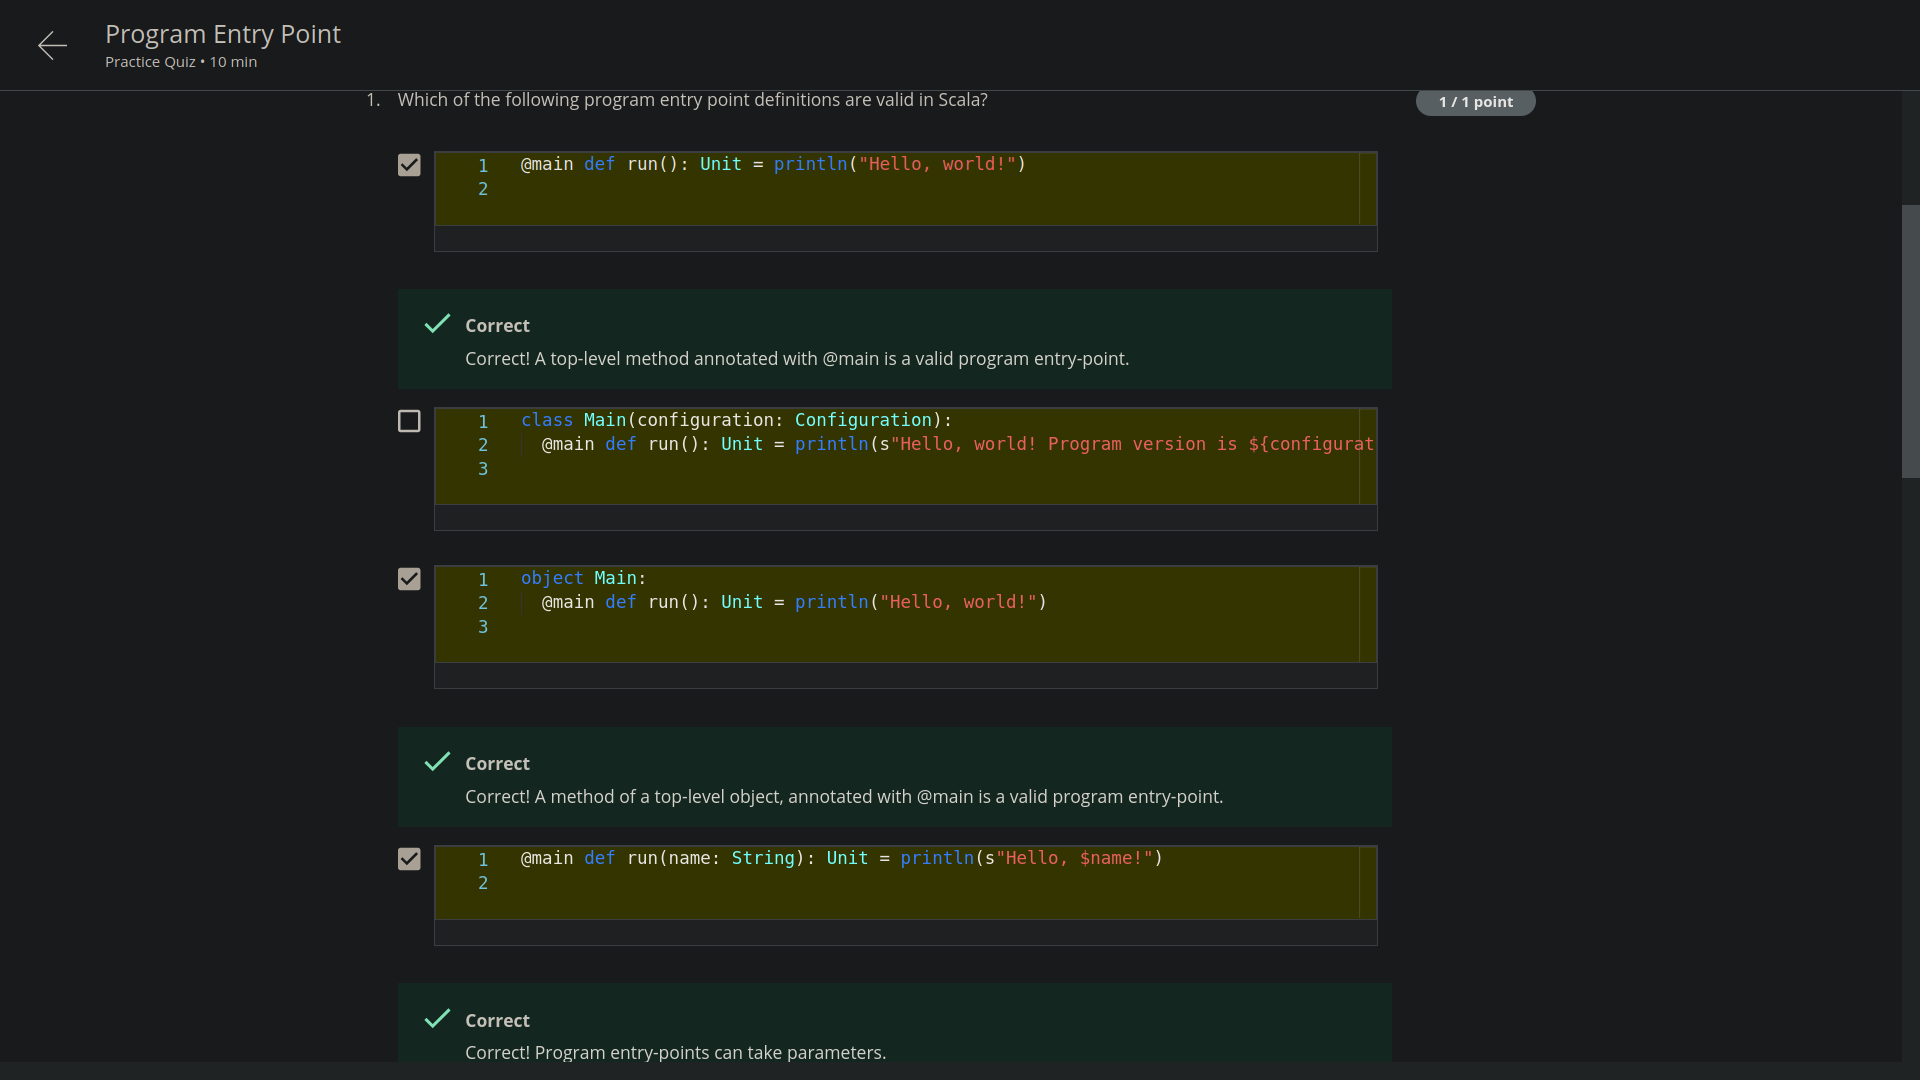 Program Entry Point
Practice Quiz • 10 min
1. Which of the following program entry point definitions are valid in Scala?
1 / 1 point
1 @main def run(): Unit = println("Hello, world!")
2
Correct
Correct! A top-level method annotated with @main is a valid program entry-point.
1 class Main(configuration: Configuration):
2   @main def run(): Unit = println(s"Hello, world! Program version is ${configurat
3
1 object Main:
2   @main def run(): Unit = println("Hello, world!")
3
Correct
Correct! A method of a top-level object, annotated with @main is a valid program entry-point.
1 @main def run(name: String): Unit = println(s"Hello, $name!")
2
Correct
Correct! Program entry-points can take parameters.